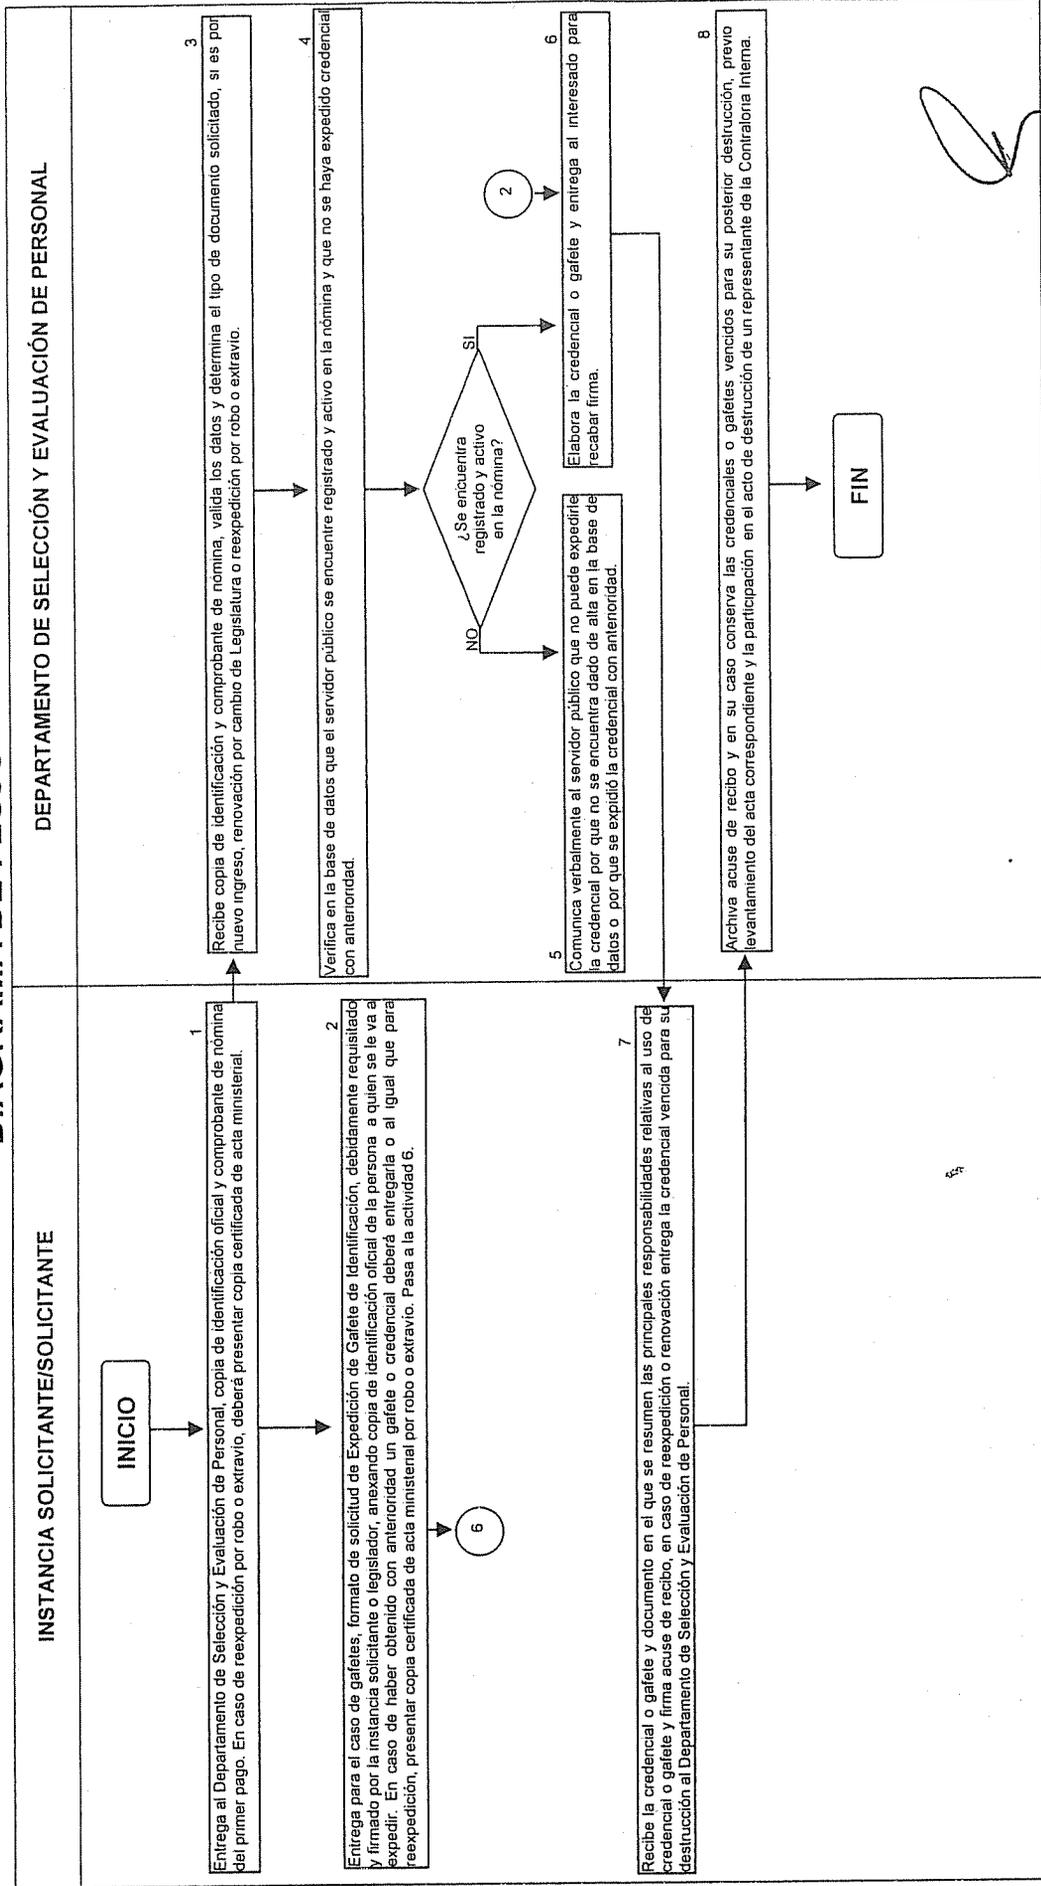 INSTANCIA SOLICITANTE/SOLICITANTE
DEPARTAMENTO DE SELECCIÓN Y EVALUACIÓN DE PERSONAL
INICIO
1
Entrega al Departamento de Selección y Evaluación de Personal, copia de identificación oficial y comprobante de nómina
del primer pago. En caso de reexpedición por robo o extravio, deberá presentar copia certificada de acta ministerial.
2
Entrega para el caso de gafetes, formato de solicitud de Expedición de Gafete de Identificación, debidamente requisitado
y firmado por la instancia solicitante o legislador, anexando copia de identificación oficial de la persona a quien se le va a
expedir. En caso de haber obtenido con anterioridad un gafete o credencial deberá entregarla o al igual que para
reexpedición, presentar copia certificada de acta ministerial por robo o extravio. Pasa a la actividad 6.
6
3
Recibe copia de identificación y comprobante de nómina, valida los datos y determina el tipo de documento solicitado, si es por
nuevo ingreso, renovación por cambio de Legislatura o reexpedición por robo o extravio.
4
Verifica en la base de datos que el servidor público se encuentre registrado y activo en la nómina y que no se haya expedido credencial
con anterioridad.
¿Se encuentra
registrado y activo
en la nómina?
NO
SI
5
Comunica verbalmente al servidor público que no puede expedirle
la credencial por que no se encuentra dado de alta en la base de
datos o por que se expidió la credencial con anterioridad.
2
6
Elabora la credencial o gafete y entrega al interesado para
recabar firma.
7
Recibe la credencial o gafete y documento en el que se resumen las principales responsabilidades relativas al uso de
credencial o gafete y firma acuse de recibo, en caso de reexpedición o renovación entrega la credencial vencida para su
destrucción al Departamento de Selección y Evaluación de Personal.
8
Archiva acuse de recibo y en su caso conserva las credenciales o gafetes vencidos para su posterior destrucción, previo
levantamiento del acta correspondiente y la participación en el acto de destrucción de un representante de la Contraloria Interna.
FIN